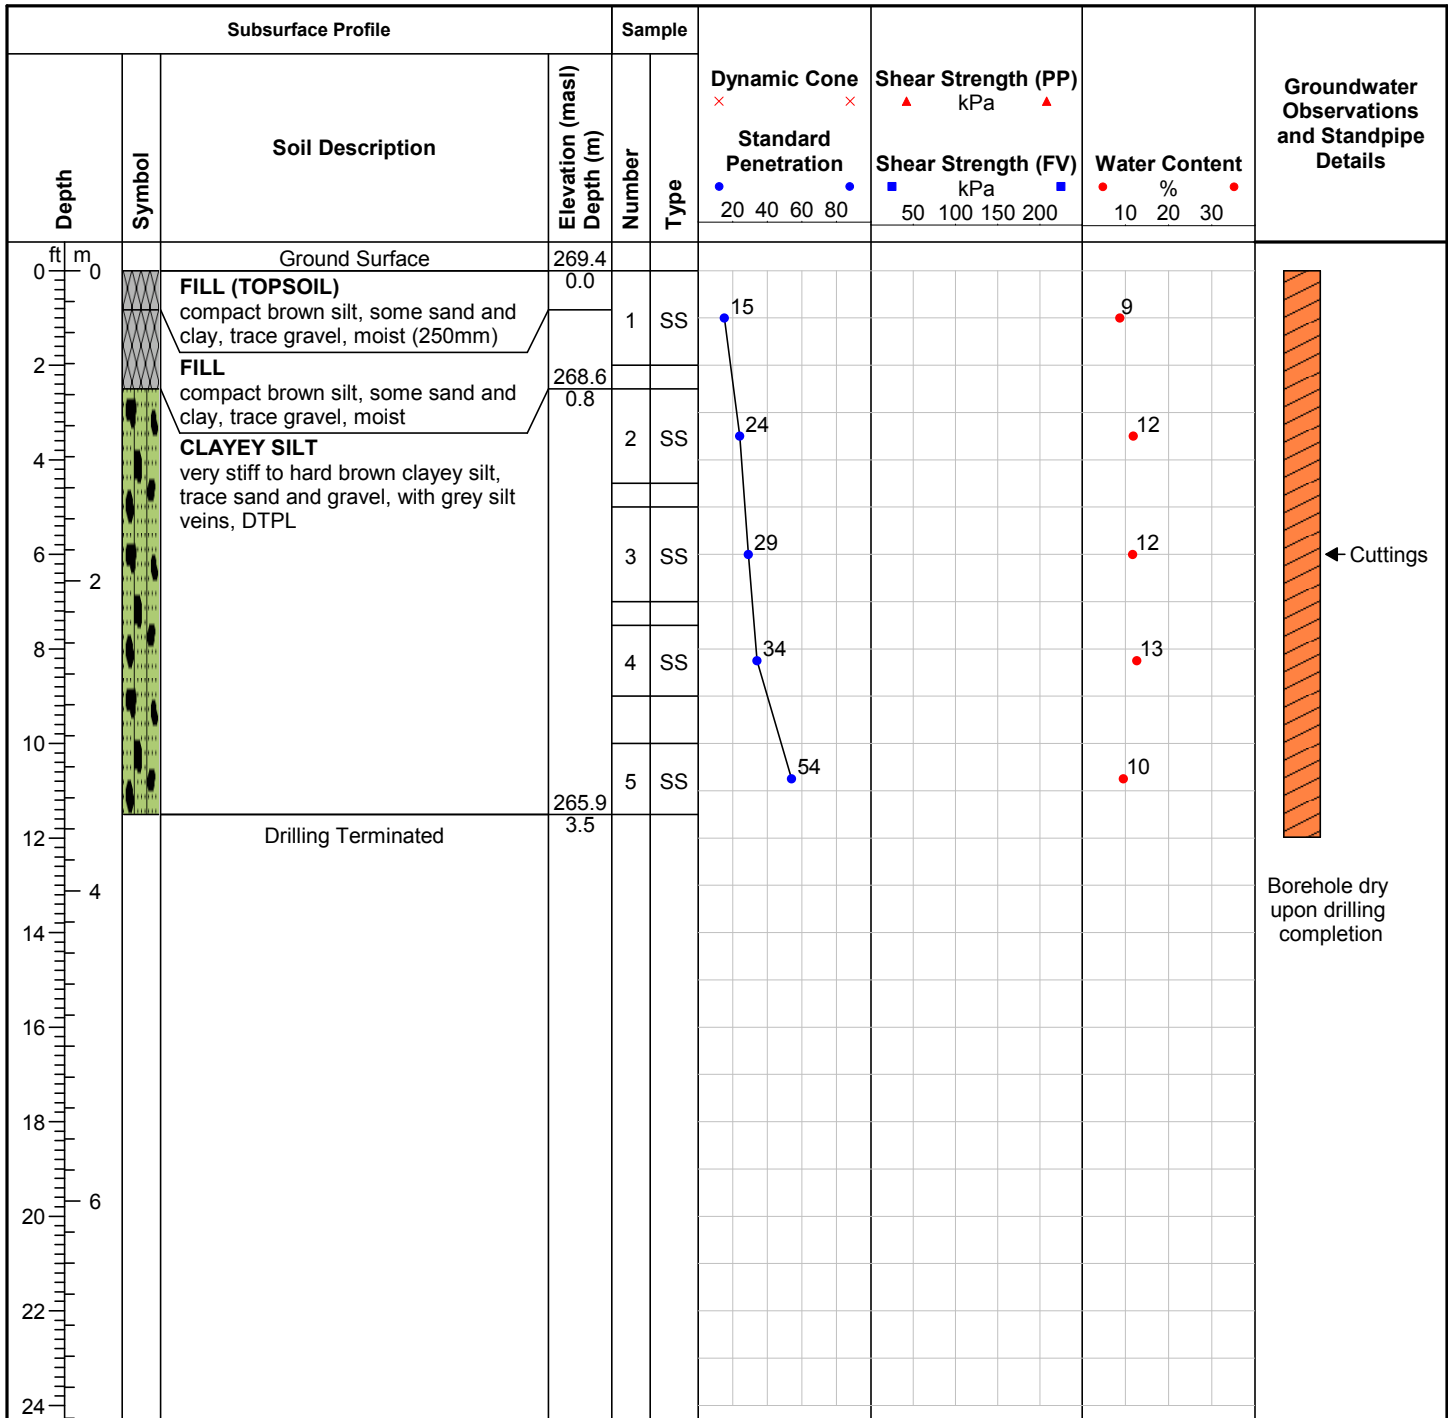 Subsurface Profile
Sample
Depth
Symbol
Soil Description
Elevation (masl)
Depth (m)
Number
Type
Dynamic Cone
Standard
Penetration
20 40 60 80
Shear Strength (PP)
kPa
Shear Strength (FV)
kPa
50 100 150 200
Water Content
%
10 20 30
Groundwater
Observations
and Standpipe
Details
ft m
0
0
2
4
6
2
8
10
12
4
14
16
18
6
20
22
24
Ground Surface
269.4
0.0
FILL (TOPSOIL)
compact brown silt, some sand and
clay, trace gravel, moist (250mm)
FILL
compact brown silt, some sand and
clay, trace gravel, moist
268.6
0.8
CLAYEY SILT
very stiff to hard brown clayey silt,
trace sand and gravel, with grey silt
veins, DTPL
265.9
3.5
Drilling Terminated
1 SS 15 9
2 SS 24 12
3 SS 29 12
4 SS 34 13
5 SS 54 10
Cuttings
Borehole dry
upon drilling
completion